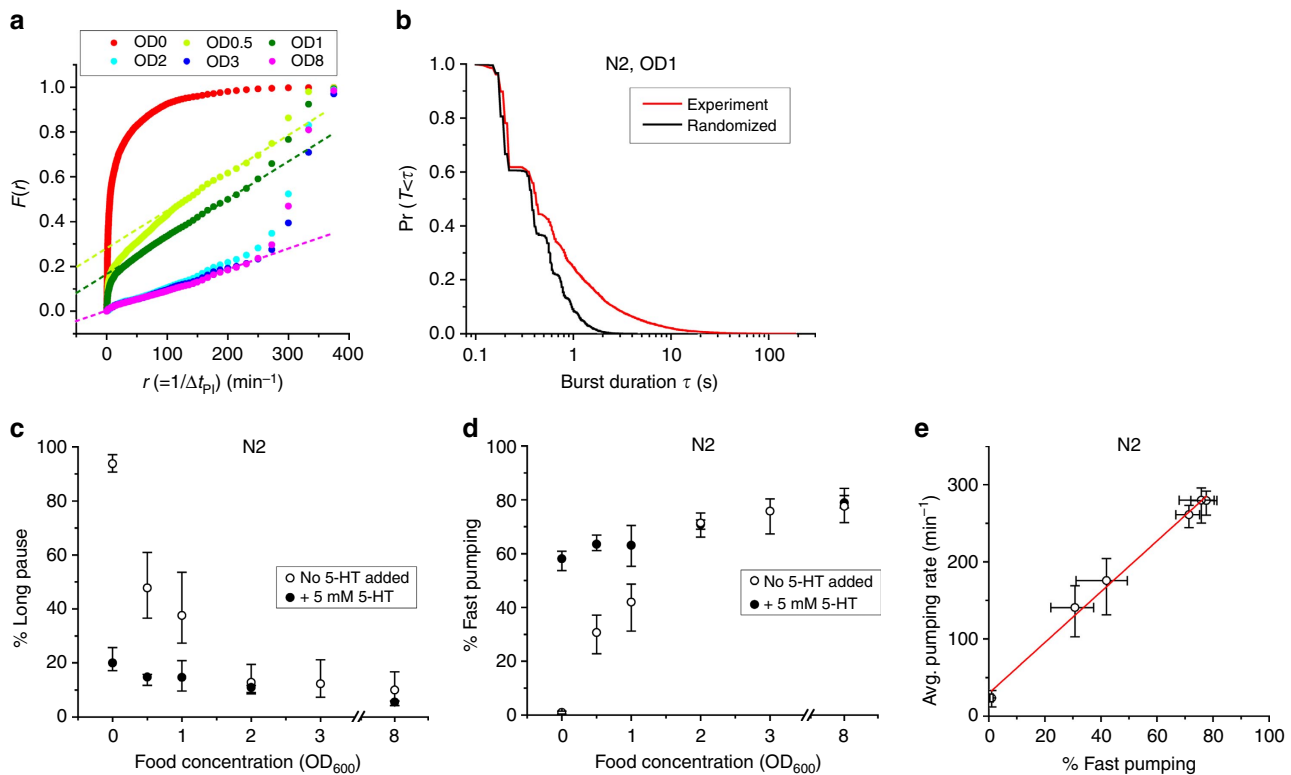 a
OD0 OD0.5 OD1
OD2 OD3 OD8
1.0
0.8
0.6
0.4
0.2
0.0
F(r)
0 100 200 300 400
r (=1/Δt_PI) (min⁻¹)
b
N2, OD1
Experiment
Randomized
1.0
0.8
0.6
0.4
0.2
0.0
Pr (T<τ)
0.1 1 10 100
Burst duration τ (s)
c
N2
100
80
60
40
20
0
% Long pause
No 5-HT added
+ 5 mM 5-HT
0 1 2 3 8
Food concentration (OD₆₀₀)
d
N2
100
80
60
40
20
0
% Fast pumping
No 5-HT added
+ 5 mM 5-HT
0 1 2 3 8
Food concentration (OD₆₀₀)
e
N2
300
200
100
0
Avg. pumping rate (min⁻¹)
0 20 40 60 80 100
% Fast pumping